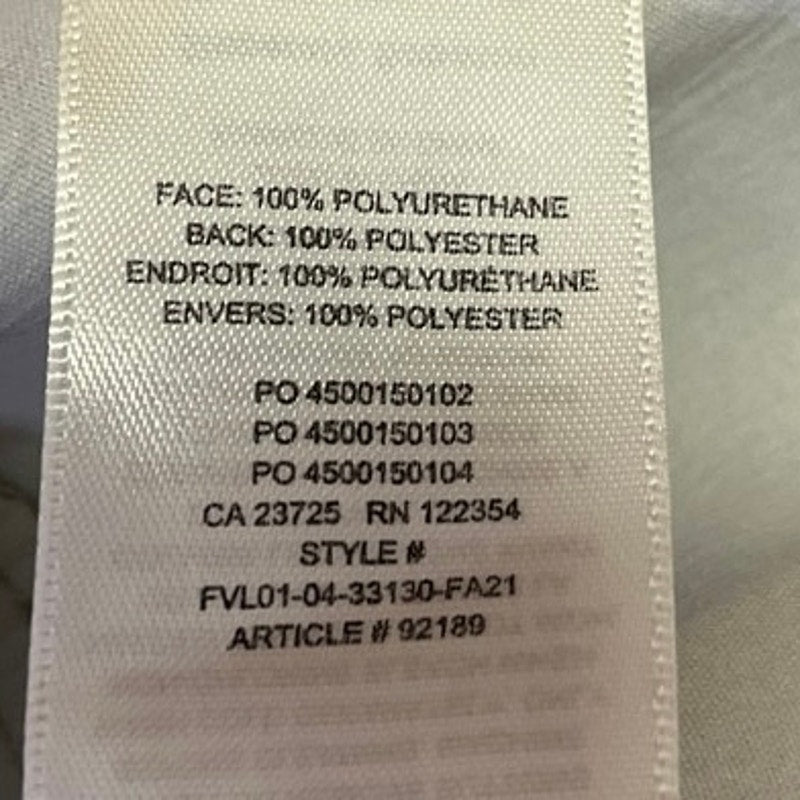 FACE: 100% POLYURETHANE
BACK: 100% POLYESTER
ENDROIT: 100% POLYURÉTHANE
ENVERS: 100% POLYESTER
PO 4500150102
PO 4500150103
PO 4500150104
CA 23725 RN 122354
STYLE #
FVL01-04-33130-FA21
ARTICLE # 92189